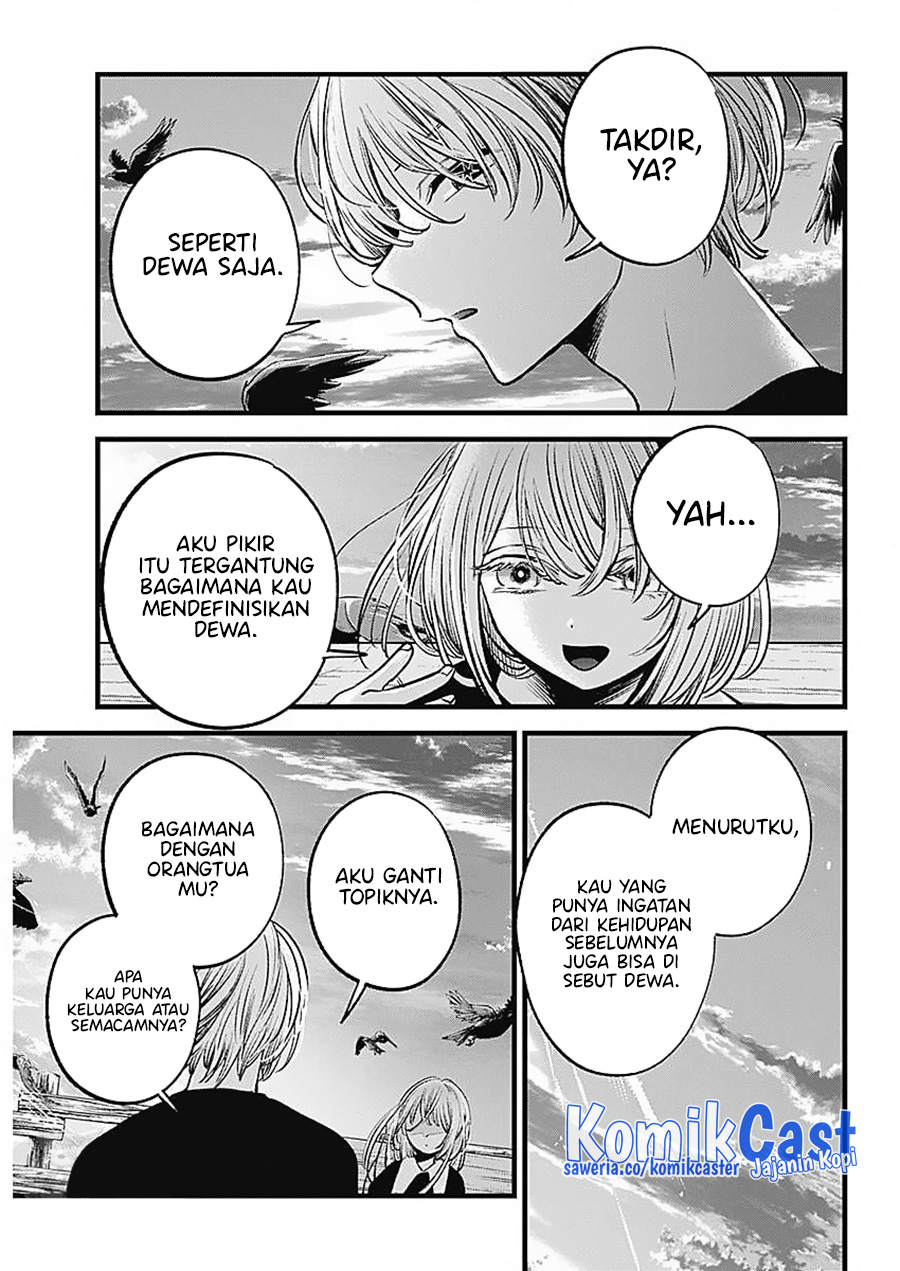 TAKDIR,
YA?
SEPERTI
DEWA SAJA.
YAH...
AKU PIKIR
ITU TERGANTUNG
BAGAIMANA KAU
MENDEFINISIKAN
DEWA.
MENURUTKU,
KAU YANG
PUNYA INGATAN
DARI KEHIDUPAN
SEBELUMNYA
JUGA BISA DI
SEBUT DEWA.
AKU GANTI
TOPIKNYA.
BAGAIMANA
DENGAN
ORANGTUA
MU?
APA
KAU PUNYA
KELUARGA ATAU
SEMACAMNYA?
KomikCast
saweria.co/komikcaster Jajanin Kopi